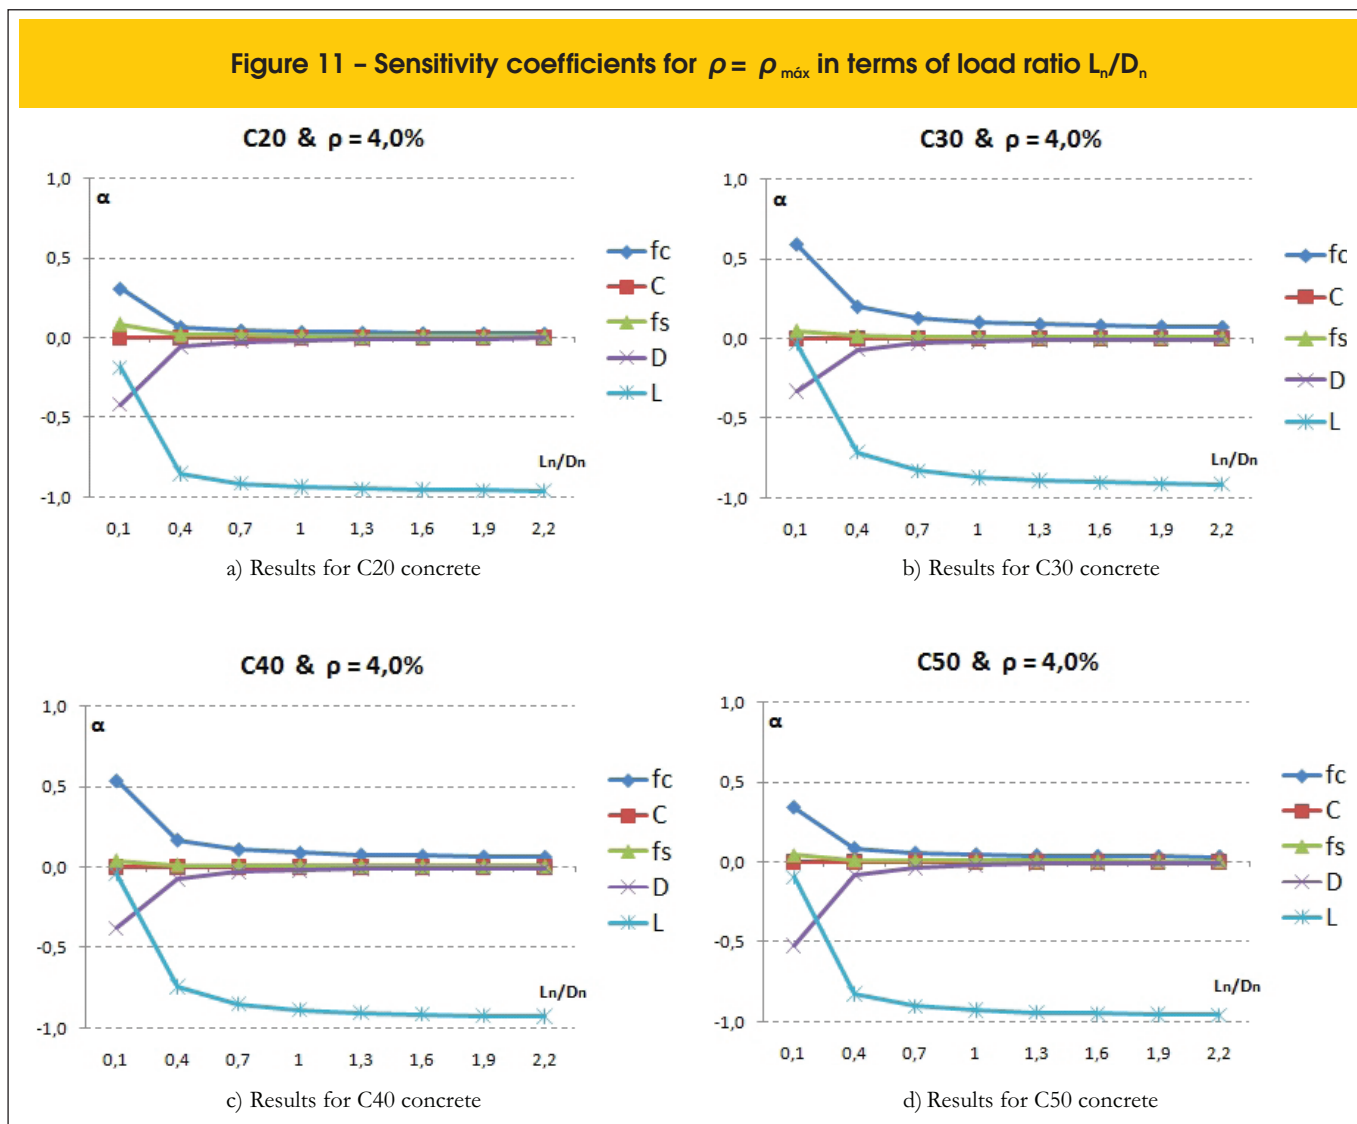 Figure 11 – Sensitivity coefficients for ρ = ρ máx in terms of load ratio Ln/Dn
C20 & ρ = 4,0%
1,0
0,5
0,0
-0,5
-1,0
α
Ln/Dn
0,1 0,4 0,7 1 1,3 1,6 1,9 2,2
fc
C
fs
D
L
a) Results for C20 concrete
C30 & ρ = 4,0%
1,0
0,5
0,0
-0,5
-1,0
α
Ln/Dn
0,1 0,4 0,7 1 1,3 1,6 1,9 2,2
fc
C
fs
D
L
b) Results for C30 concrete
C40 & ρ = 4,0%
1,0
0,5
0,0
-0,5
-1,0
α
Ln/Dn
0,1 0,4 0,7 1 1,3 1,6 1,9 2,2
fc
C
fs
D
L
c) Results for C40 concrete
C50 & ρ = 4,0%
1,0
0,5
0,0
-0,5
-1,0
α
Ln/Dn
0,1 0,4 0,7 1 1,3 1,6 1,9 2,2
fc
C
fs
D
L
d) Results for C50 concrete